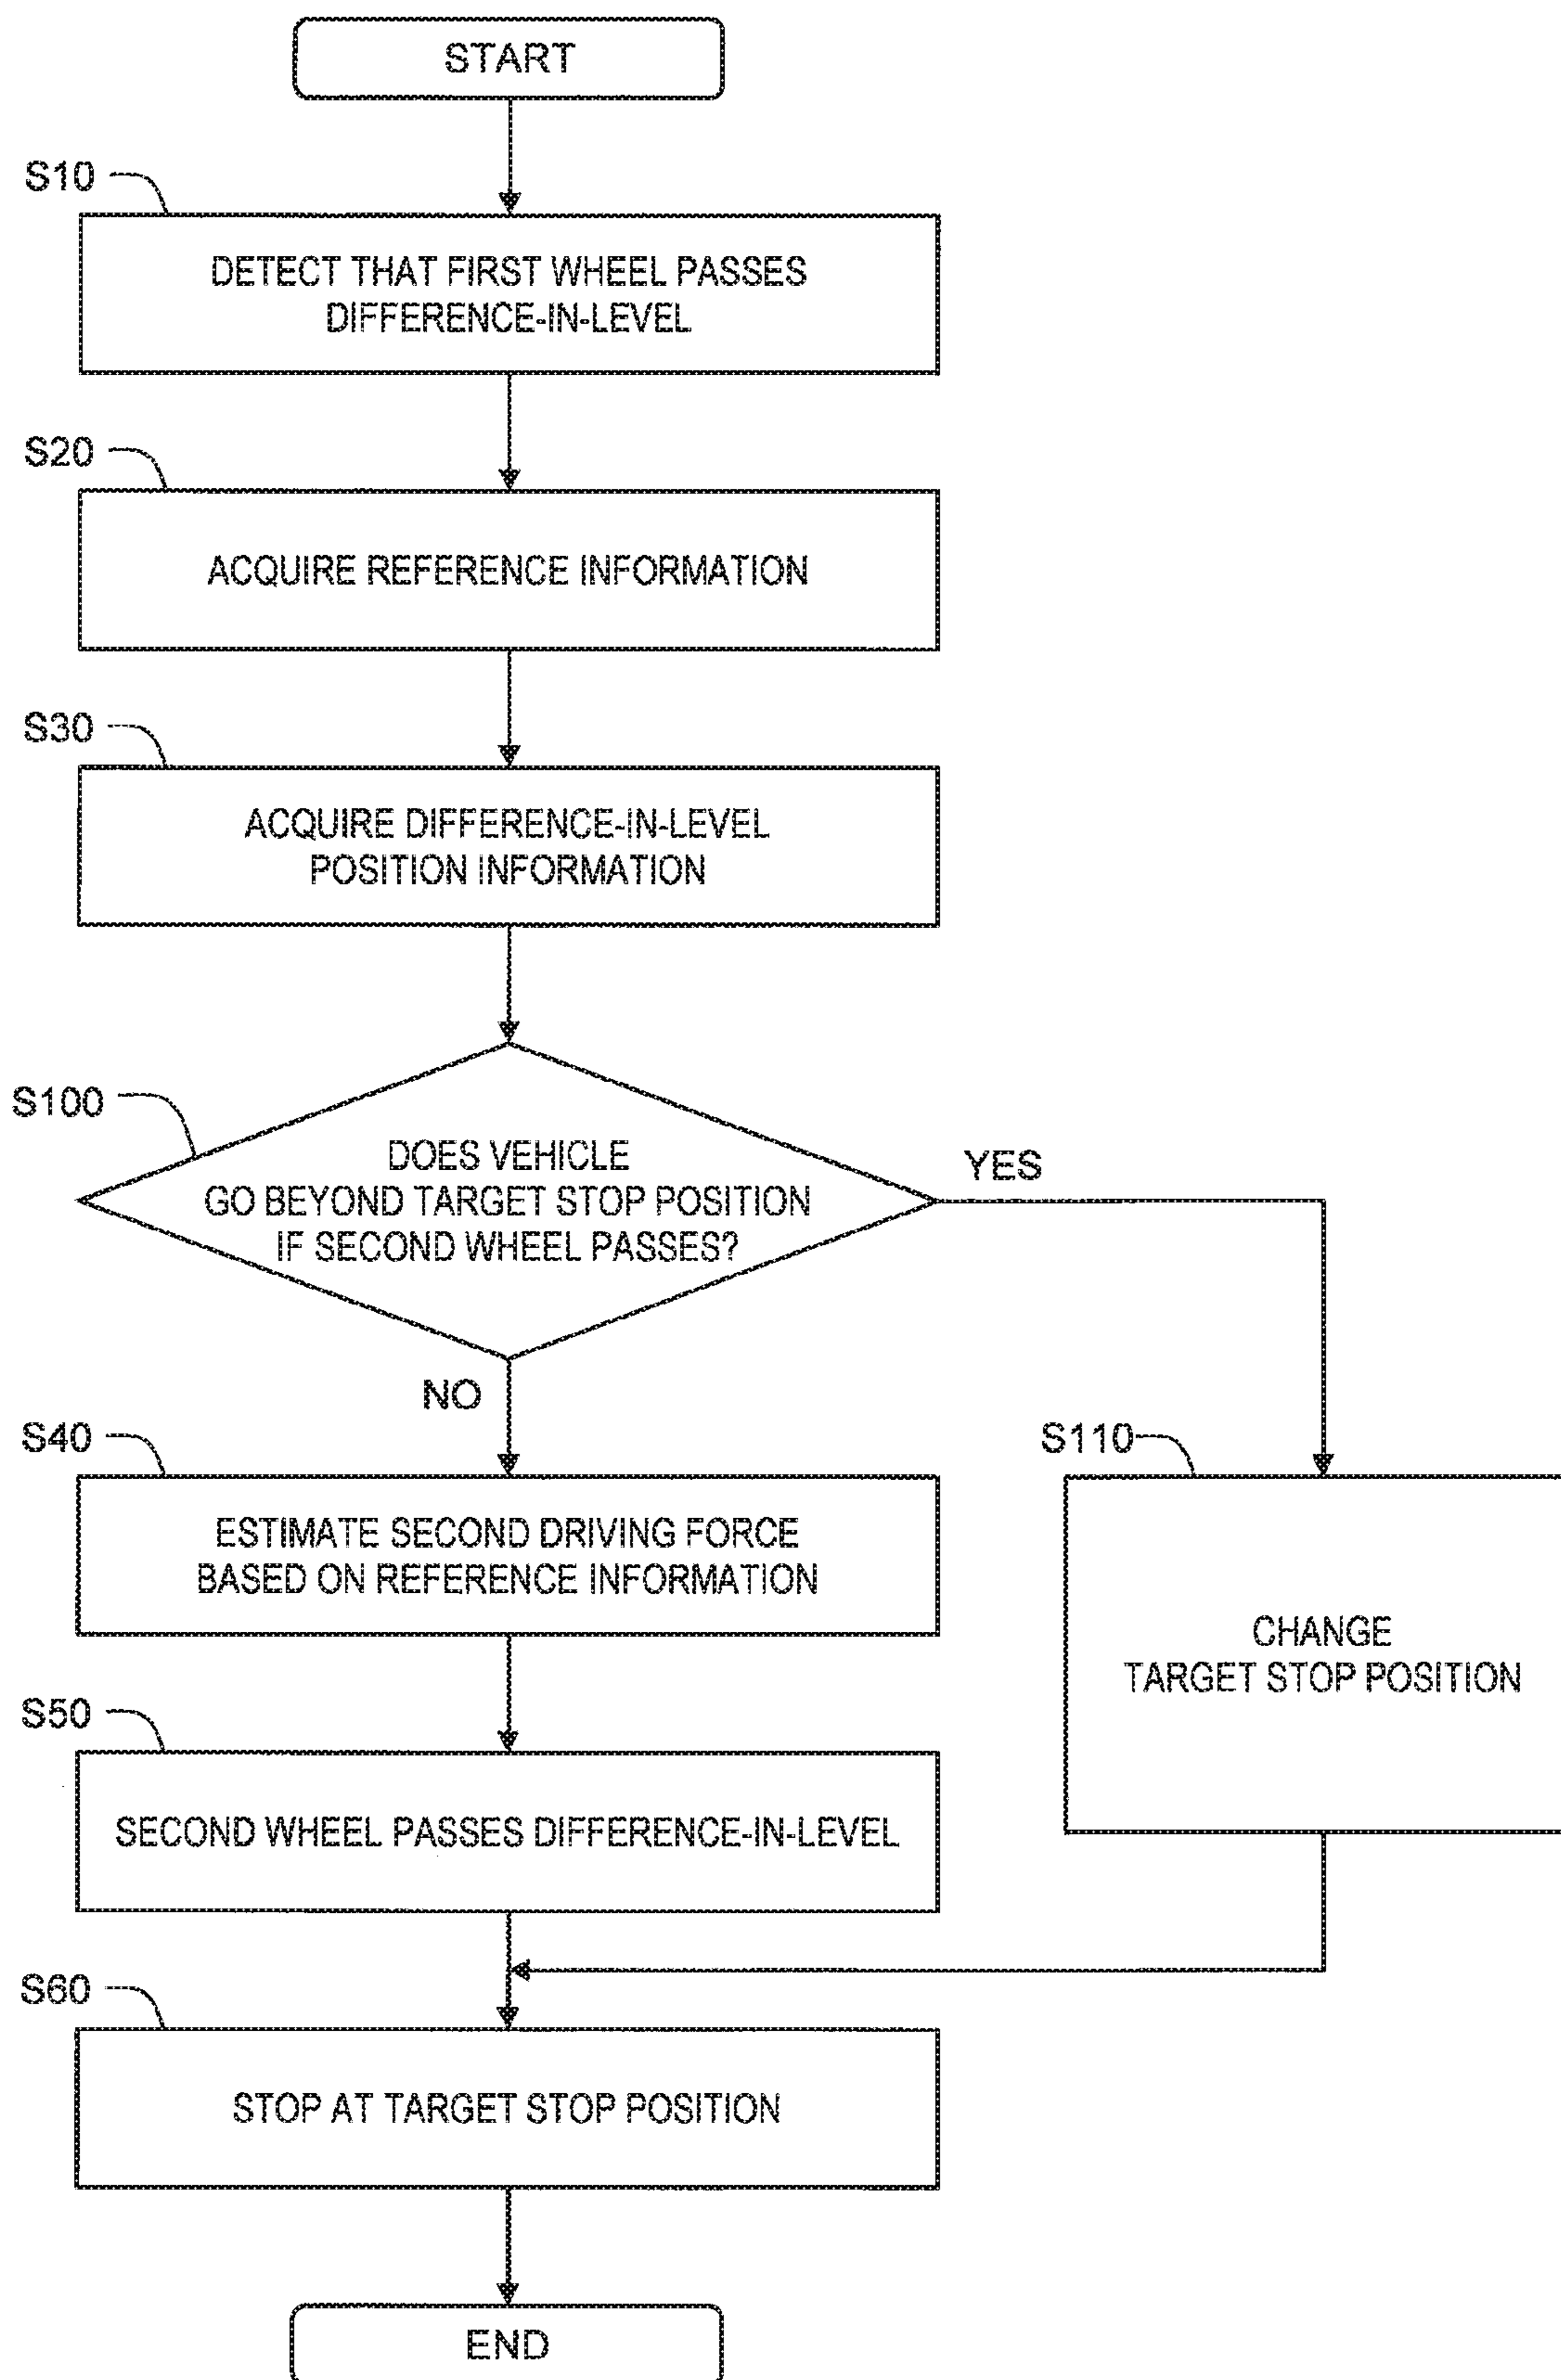 START
S10
DETECT THAT FIRST WHEEL PASSES
DIFFERENCE-IN-LEVEL
S20
ACQUIRE REFERENCE INFORMATION
S30
ACQUIRE DIFFERENCE-IN-LEVEL
POSITION INFORMATION
S100
DOES VEHICLE
GO BEYOND TARGET STOP POSITION
IF SECOND WHEEL PASSES?
YES
NO
S40
ESTIMATE SECOND DRIVING FORCE
BASED ON REFERENCE INFORMATION
S110
CHANGE
TARGET STOP POSITION
S50
SECOND WHEEL PASSES DIFFERENCE-IN-LEVEL
S60
STOP AT TARGET STOP POSITION
END